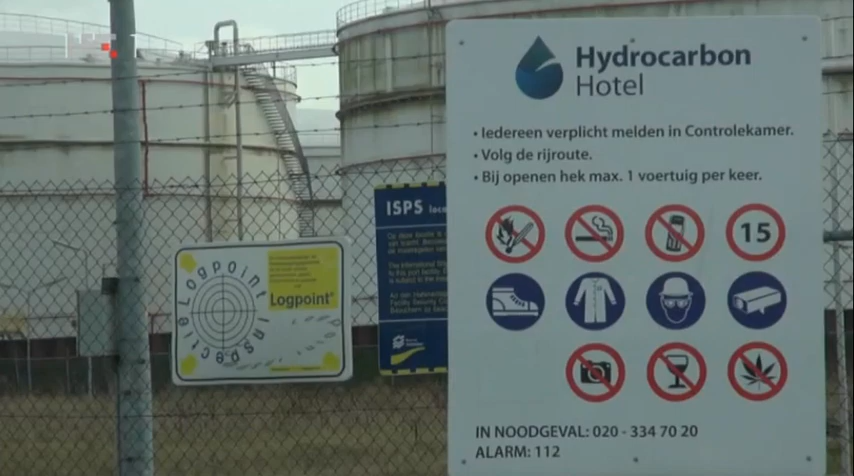 Hydrocarbon
Hotel
• Iedereen verplicht melden in Controlekamer.
• Volg de rijroute.
• Bij openen hek max. 1 voertuig per keer.
15
IN NOODGEVAL: 020 - 334 70 20
ALARM: 112
ISPS
Logpoint
Inspectie
Logpoint